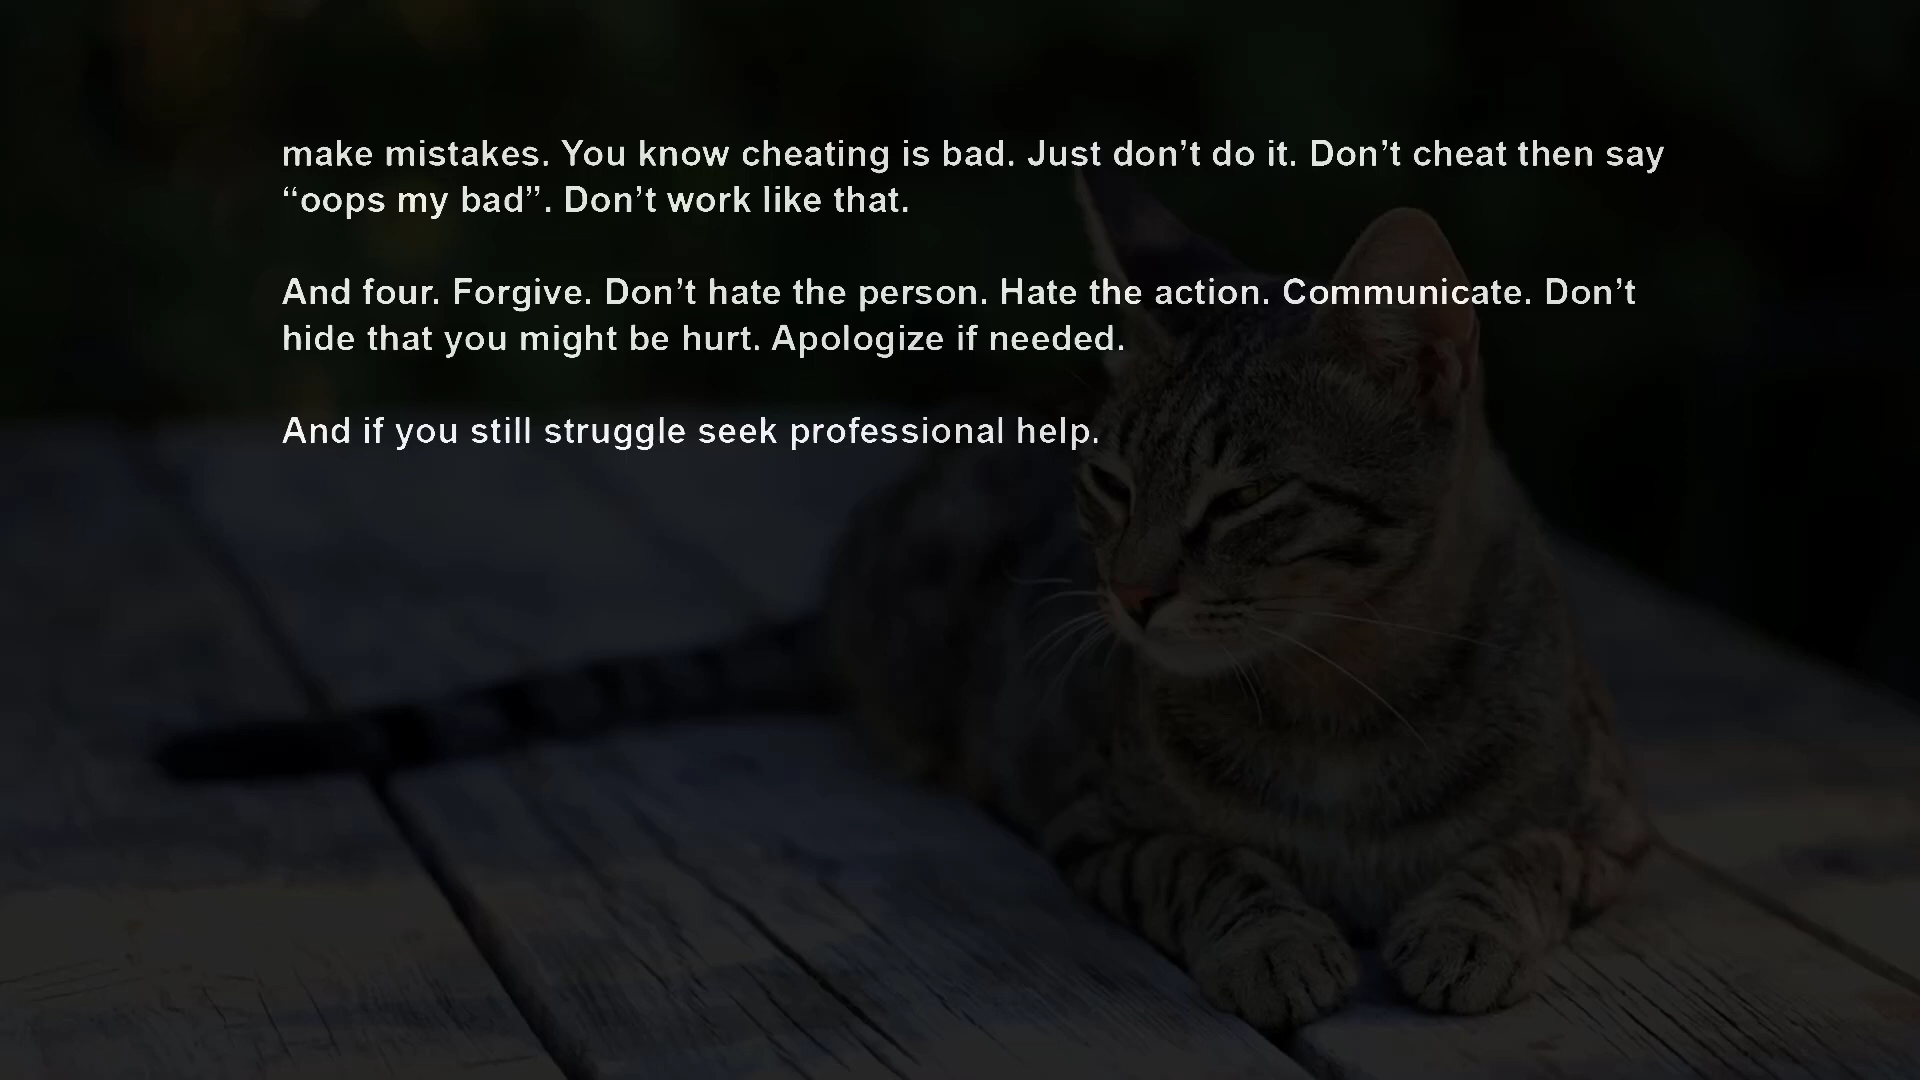 make mistakes. You know cheating is bad. Just don’t do it. Don’t cheat then say
“oops my bad”. Don’t work like that.
And four. Forgive. Don’t hate the person. Hate the action. Communicate. Don’t
hide that you might be hurt. Apologize if needed.
And if you still struggle seek professional help.